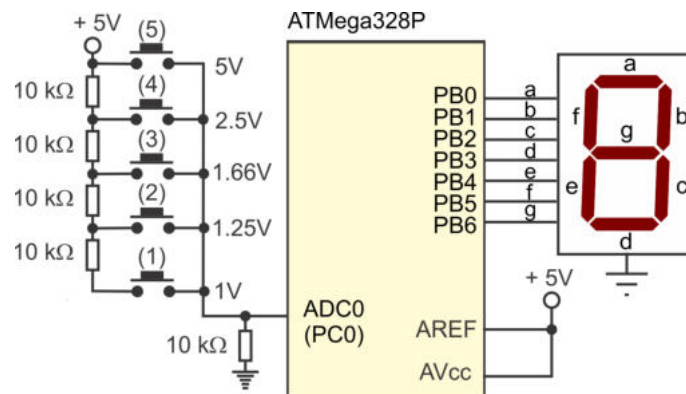 ATMega328P
+ 5V
(5)
5V
10 kΩ
(4)
2.5V
10 kΩ
(3)
1.66V
10 kΩ
(2)
1.25V
10 kΩ
(1)
1V
10 kΩ
ADC0
(PC0)
PB0
PB1
PB2
PB3
PB4
PB5
PB6
a
b
c
d
e
f
g
a
f
b
g
e
c
d
+ 5V
AREF
AVcc